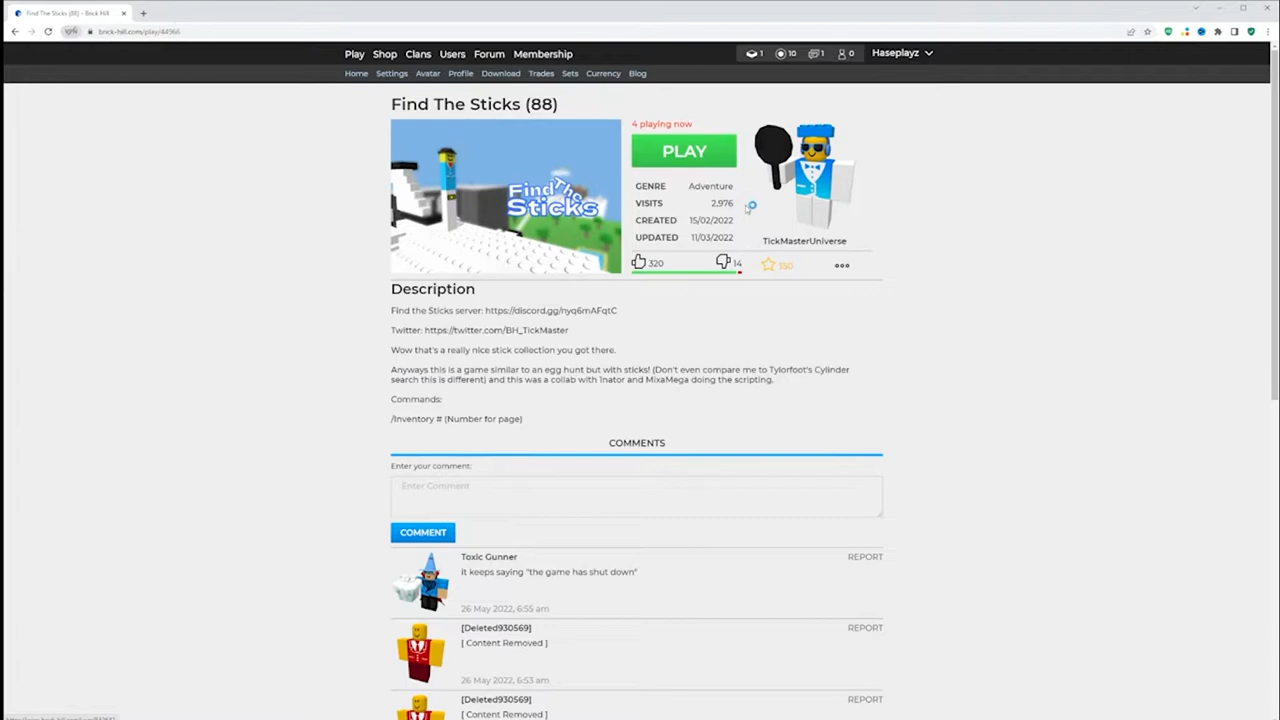 Find The Sticks (88) - Brick Hill
brick-hill.com/play/44966
Play Shop Clans Users Forum Membership
1 10 1 0 Haseplayz
Home Settings Avatar Profile Download Trades Sets Currency Blog
Find The Sticks (88)
4 playing now
PLAY
Find The Sticks
GENRE Adventure
VISITS 2,976
CREATED 15/02/2022
UPDATED 11/03/2022
TickMasterUniverse
320 14 350
Description
Find the Sticks server: https://discord.gg/nyq6mAFqtC
Twitter: https://twitter.com/BH_TickMaster
Wow that's a really nice stick collection you got there.
Anyways this is a game similar to an egg hunt but with sticks! (Don't even compare me to Tylorfoot's Cylinder
search this is different) and this was a collab with 1nator and MixaMega doing the scripting.
Commands:
/Inventory # (Number for page)
COMMENTS
Enter your comment:
Enter Comment
COMMENT
Toxic Gunner REPORT
It keeps saying "the game has shut down"
26 May 2022, 6:55 am
[Deleted930569] REPORT
[ Content Removed ]
26 May 2022, 6:53 am
[Deleted930569] REPORT
[ Content Removed ]